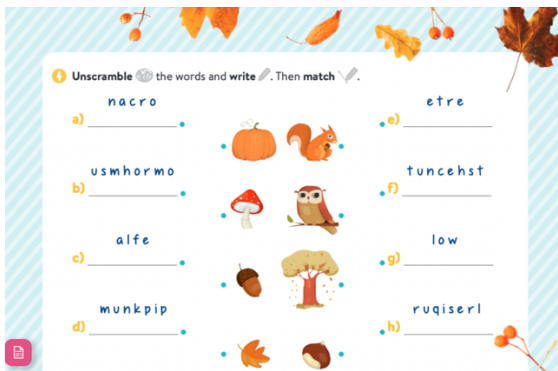 Unscramble the words and write. Then match.
nacro
a)
usmhormo
b)
alfe
c)
munkpip
d)
etre
e)
tuncehst
f)
low
g)
ruqiserl
h)